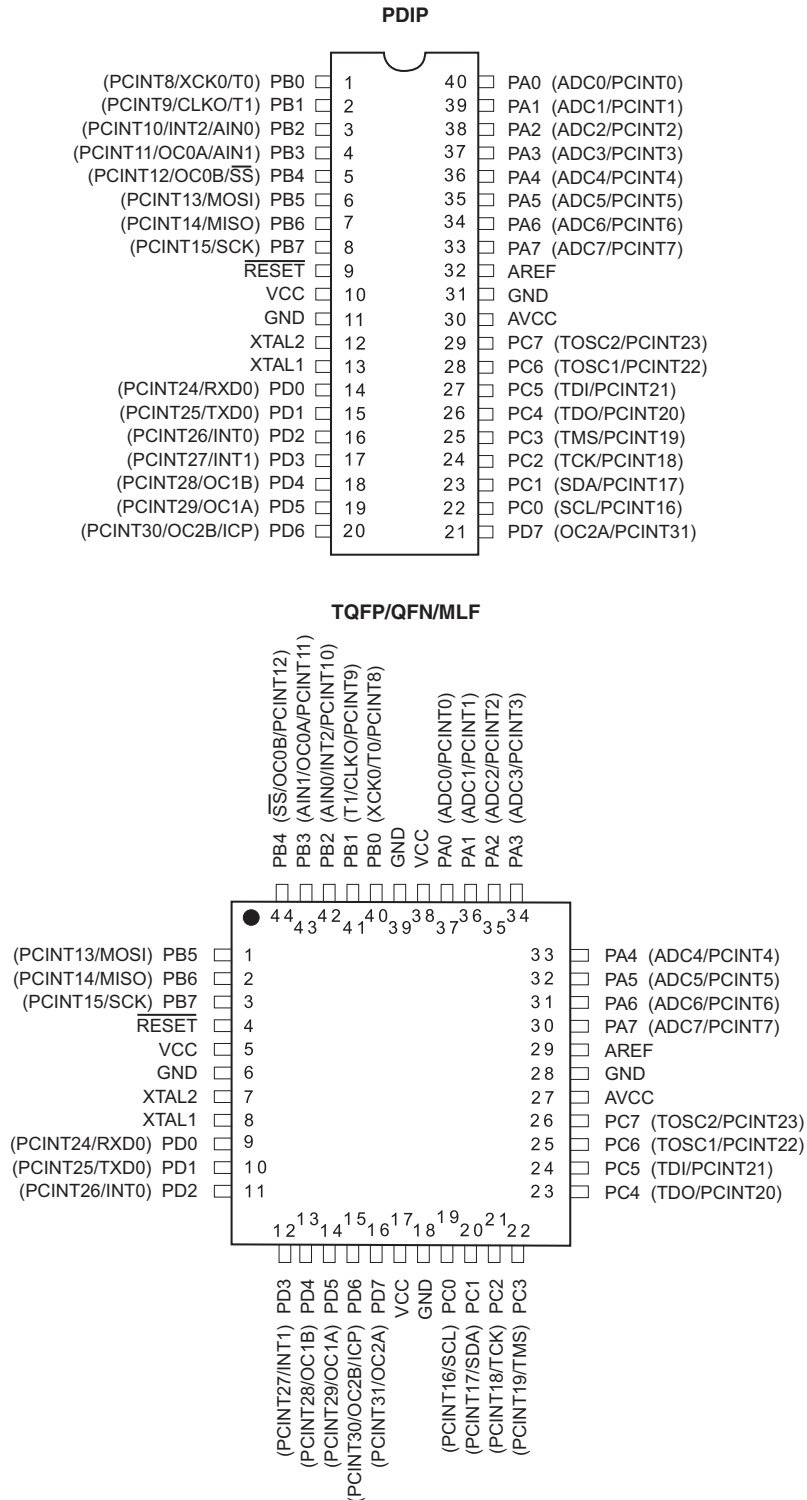 PDIP
(PCINT8/XCK0/T0) PB0 1 40 PA0 (ADC0/PCINT0)
(PCINT9/CLKO/T1) PB1 2 39 PA1 (ADC1/PCINT1)
(PCINT10/INT2/AIN0) PB2 3 38 PA2 (ADC2/PCINT2)
(PCINT11/OC0A/AIN1) PB3 4 37 PA3 (ADC3/PCINT3)
(PCINT12/OC0B/SS) PB4 5 36 PA4 (ADC4/PCINT4)
(PCINT13/MOSI) PB5 6 35 PA5 (ADC5/PCINT5)
(PCINT14/MISO) PB6 7 34 PA6 (ADC6/PCINT6)
(PCINT15/SCK) PB7 8 33 PA7 (ADC7/PCINT7)
RESET 9 32 AREF
VCC 10 31 GND
GND 11 30 AVCC
XTAL2 12 29 PC7 (TOSC2/PCINT23)
XTAL1 13 28 PC6 (TOSC1/PCINT22)
(PCINT24/RXD0) PD0 14 27 PC5 (TDI/PCINT21)
(PCINT25/TXD0) PD1 15 26 PC4 (TDO/PCINT20)
(PCINT26/INT0) PD2 16 25 PC3 (TMS/PCINT19)
(PCINT27/INT1) PD3 17 24 PC2 (TCK/PCINT18)
(PCINT28/OC1B) PD4 18 23 PC1 (SDA/PCINT17)
(PCINT29/OC1A) PD5 19 22 PC0 (SCL/PCINT16)
(PCINT30/OC2B/ICP) PD6 20 21 PD7 (OC2A/PCINT31)
TQFP/QFN/MLF
PB4 (SS/OC0B/PCINT12)
PB3 (AIN1/OC0A/PCINT11)
PB2 (AIN0/INT2/PCINT10)
PB1 (T1/CLKO/PCINT9)
PB0 (XCK0/T0/PCINT8)
GND
VCC
PA0 (ADC0/PCINT0)
PA1 (ADC1/PCINT1)
PA2 (ADC2/PCINT2)
PA3 (ADC3/PCINT3)
44 43 42 41 40 39 38 37 36 35 34
(PCINT13/MOSI) PB5 1 33 PA4 (ADC4/PCINT4)
(PCINT14/MISO) PB6 2 32 PA5 (ADC5/PCINT5)
(PCINT15/SCK) PB7 3 31 PA6 (ADC6/PCINT6)
RESET 4 30 PA7 (ADC7/PCINT7)
VCC 5 29 AREF
GND 6 28 GND
XTAL2 7 27 AVCC
XTAL1 8 26 PC7 (TOSC2/PCINT23)
(PCINT24/RXD0) PD0 9 25 PC6 (TOSC1/PCINT22)
(PCINT25/TXD0) PD1 10 24 PC5 (TDI/PCINT21)
(PCINT26/INT0) PD2 11 23 PC4 (TDO/PCINT20)
12 13 14 15 16 17 18 19 20 21 22
(PCINT27/INT1) PD3
(PCINT28/OC1B) PD4
(PCINT29/OC1A) PD5
(PCINT30/OC2B/ICP) PD6
(PCINT31/OC2A) PD7
VCC
GND
(PCINT16/SCL) PC0
(PCINT17/SDA) PC1
(PCINT18/TCK) PC2
(PCINT19/TMS) PC3